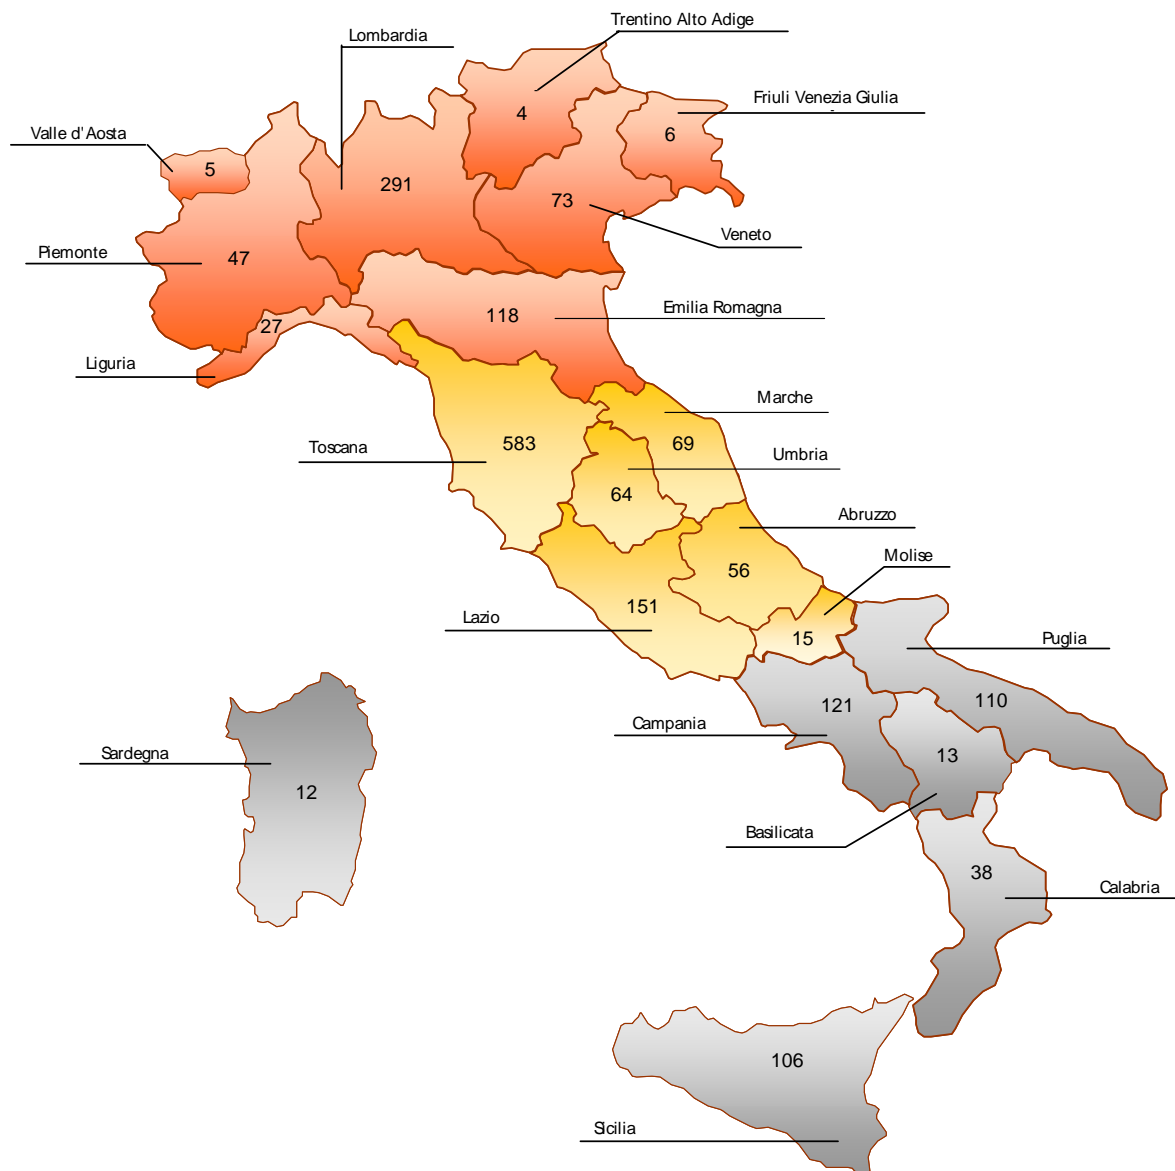 Trentino Alto Adige
Lombardia
4
Friuli Venezia Giulia
Valle d'Aosta
6
5
291
73
Veneto
Piemonte
47
118
Emilia Romagna
27
Liguria
Marche
583
69
Toscana
Umbria
64
Abruzzo
Molise
56
151
Lazio
15
Puglia
121
110
Campania
Sardegna
13
12
Basilicata
38
Calabria
106
Sicilia